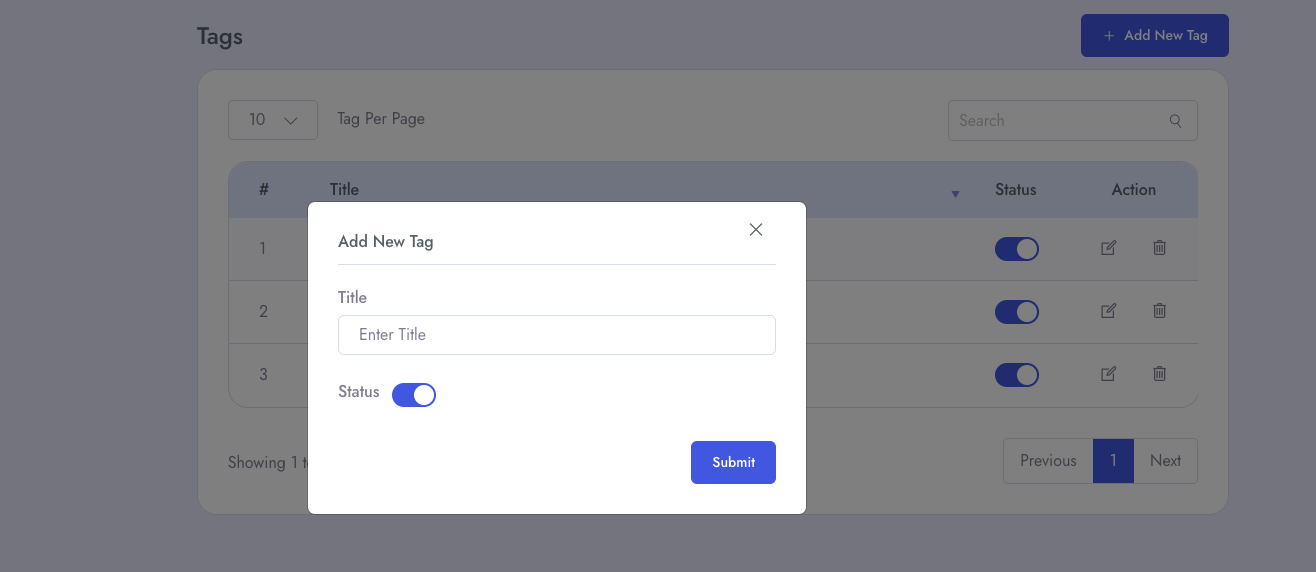 Tags
+ Add New Tag
10
Tag Per Page
Search
# Title Status Action
1
2
3
Add New Tag
Title
Enter Title
Status
Submit
Showing 1
Previous 1 Next